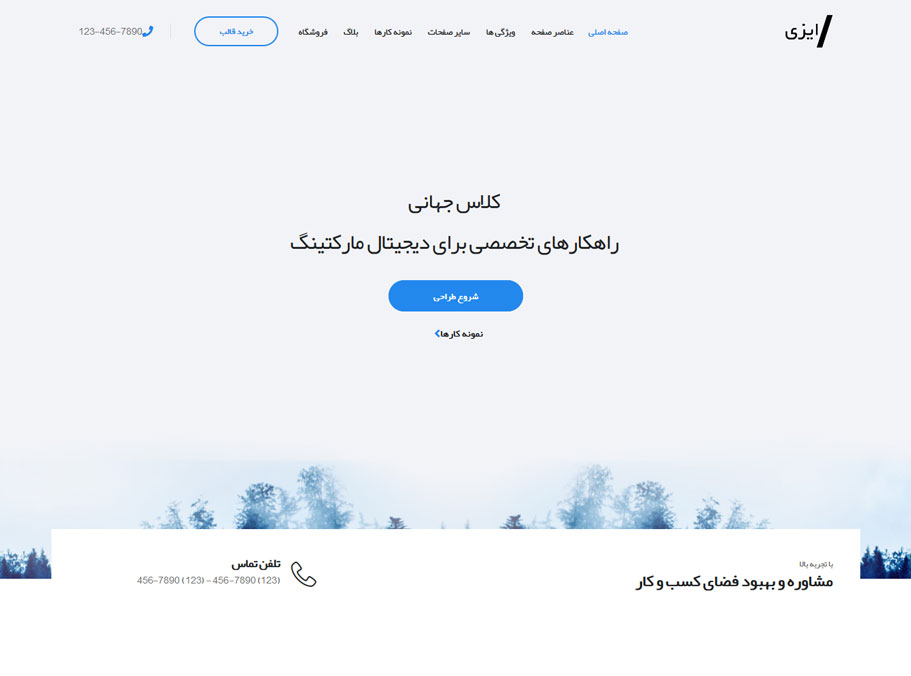 ایزی
صفحه اصلی عناصر صفحه ویژگی ها سایر صفحات نمونه کارها بلاگ فروشگاه خرید قالب 123-456-7890
کلاس جهانی
راهکارهای تخصصی برای دیجیتال مارکتینگ
شروع طراحی
نمونه کارها
با تجربه بالا
مشاوره و بهبود فضای کسب و کار
تلفن تماس
456-7890 (123) - 456-7890 (123)